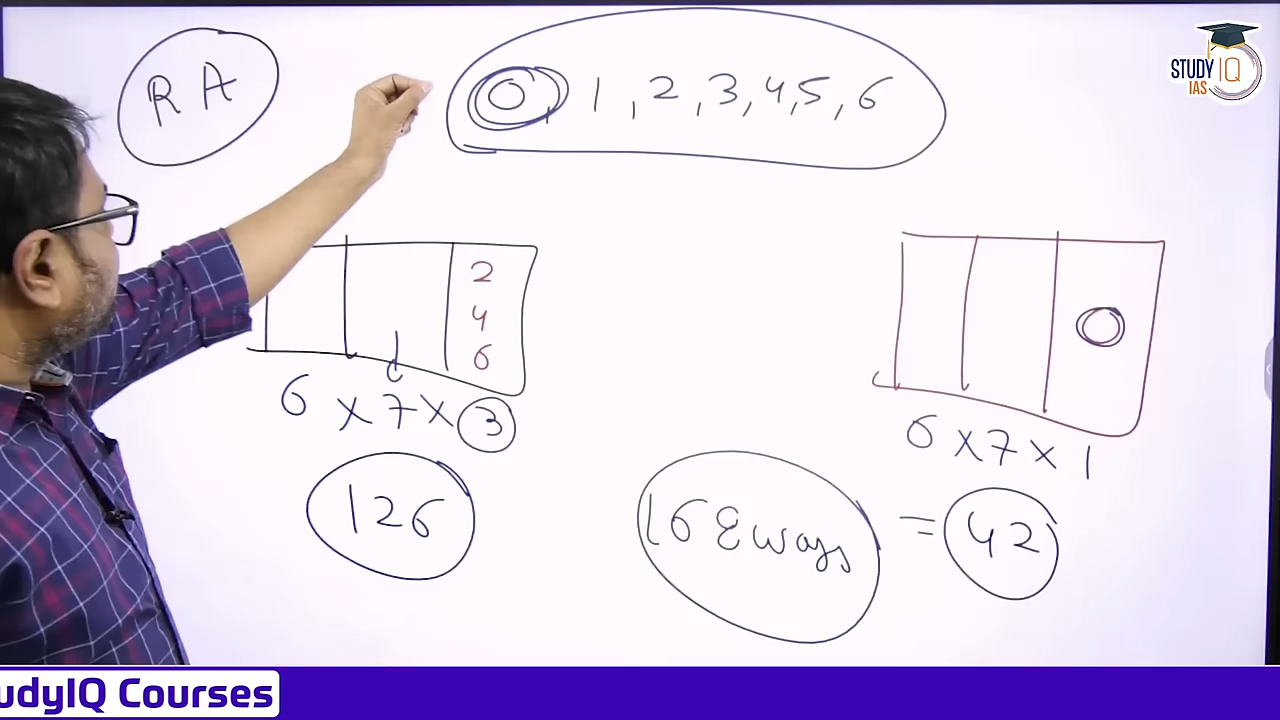 STUDY IQ
IAS
R A
0, 1, 2, 3, 4, 5, 6
2
4
6
0
6 x 7 x 3
6 x 7 x 1
126
168 ways
= 42
udyIQ Courses